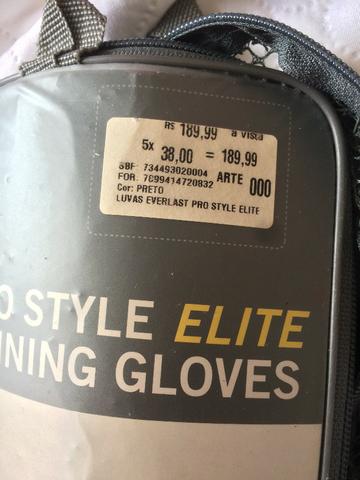 R$ 189,99 a vista
5x 38,00 = 189,99
SBF: 734493020004 ARTE 000
FOR: 7899414720832
Cor: PRETO
LUVAS EVERLAST PRO STYLE ELITE
O STYLE ELITE
INING GLOVES